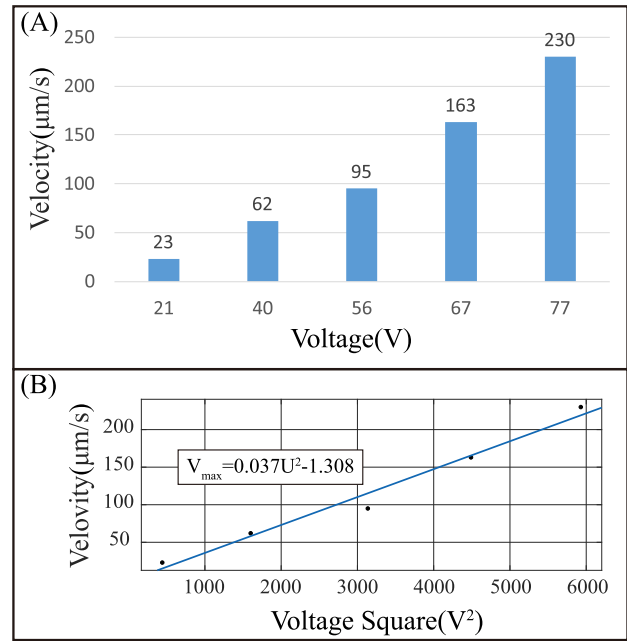 (A)
Velocity(μm/s)
250
200
150
100
50
0
23
62
95
163
230
21 40 56 67 77
Voltage(V)
(B)
Velovity(μm/s)
200
150
100
50
V_max=0.037U²-1.308
1000 2000 3000 4000 5000 6000
Voltage Square(V²)